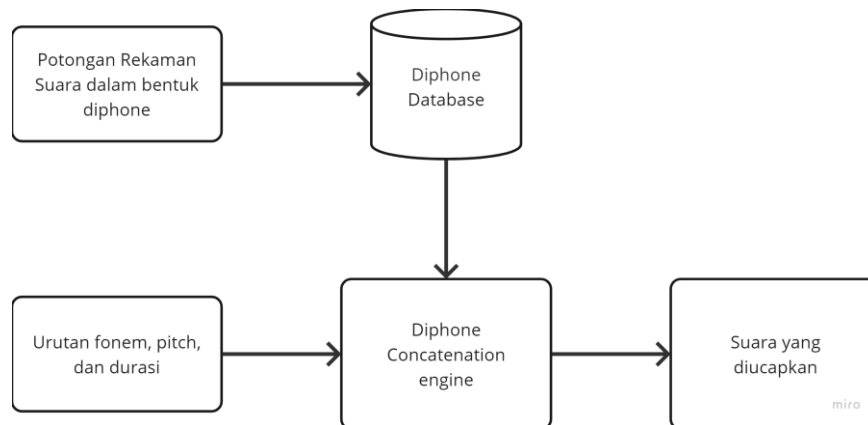 Potongan Rekaman
Suara dalam bentuk
diphone
Diphone
Database
Urutan fonem, pitch,
dan durasi
Diphone
Concatenation
engine
Suara yang
diucapkan
miro